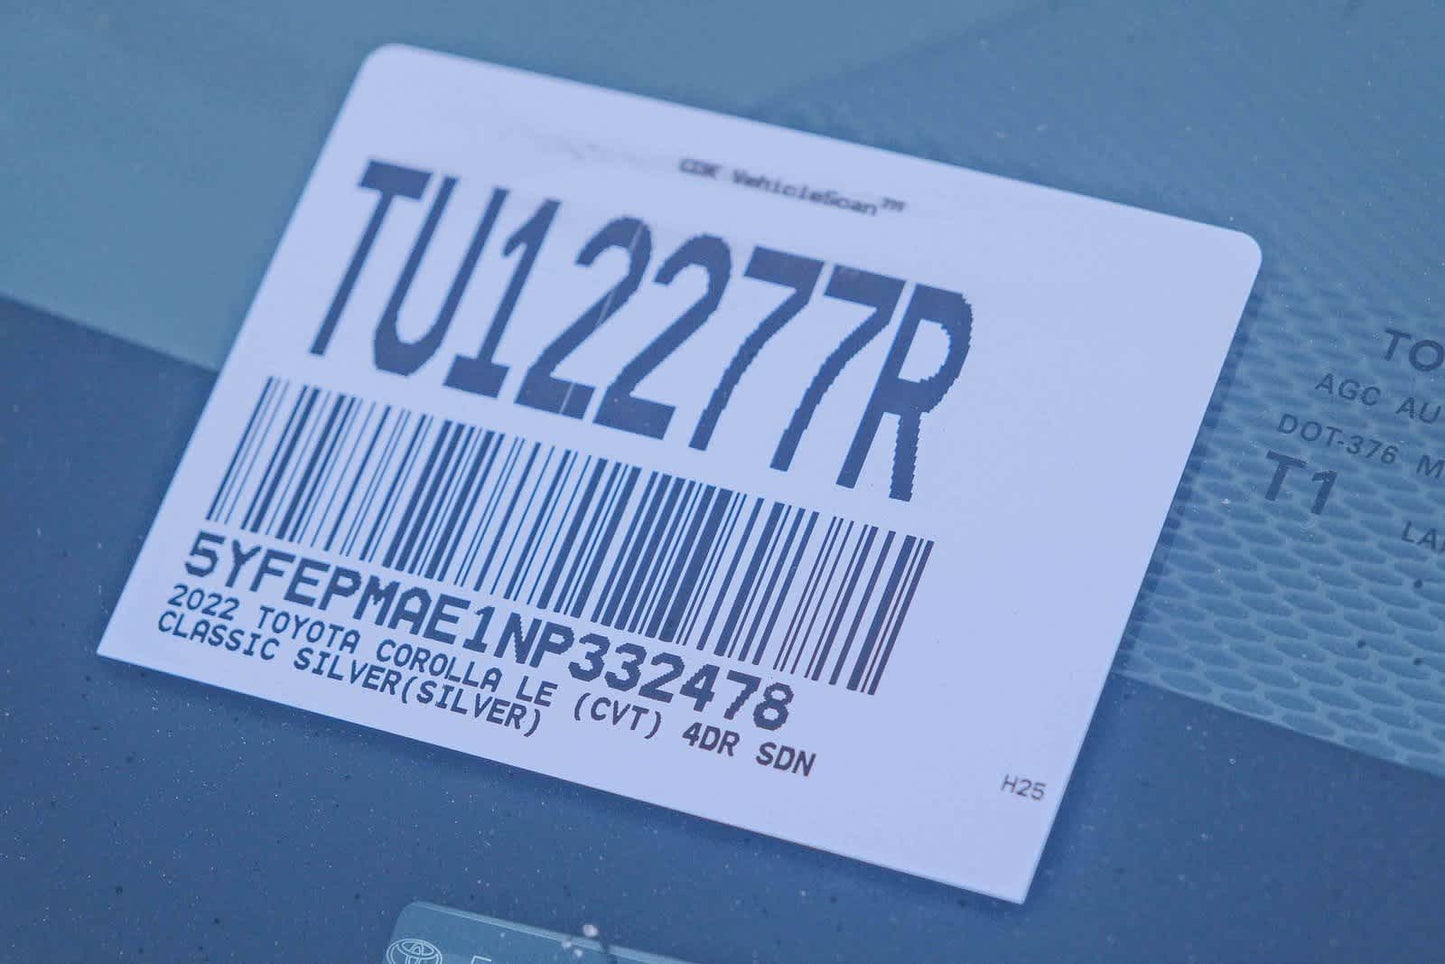 CDK VehicleScan™
TU12277R
5YFEPMAE1NP332478
2022 TOYOTA COROLLA LE (CVT) 4DR SDN
CLASSIC SILVER(SILVER)
H25
TO
AGC AU
DOT-376 M
T1
LA